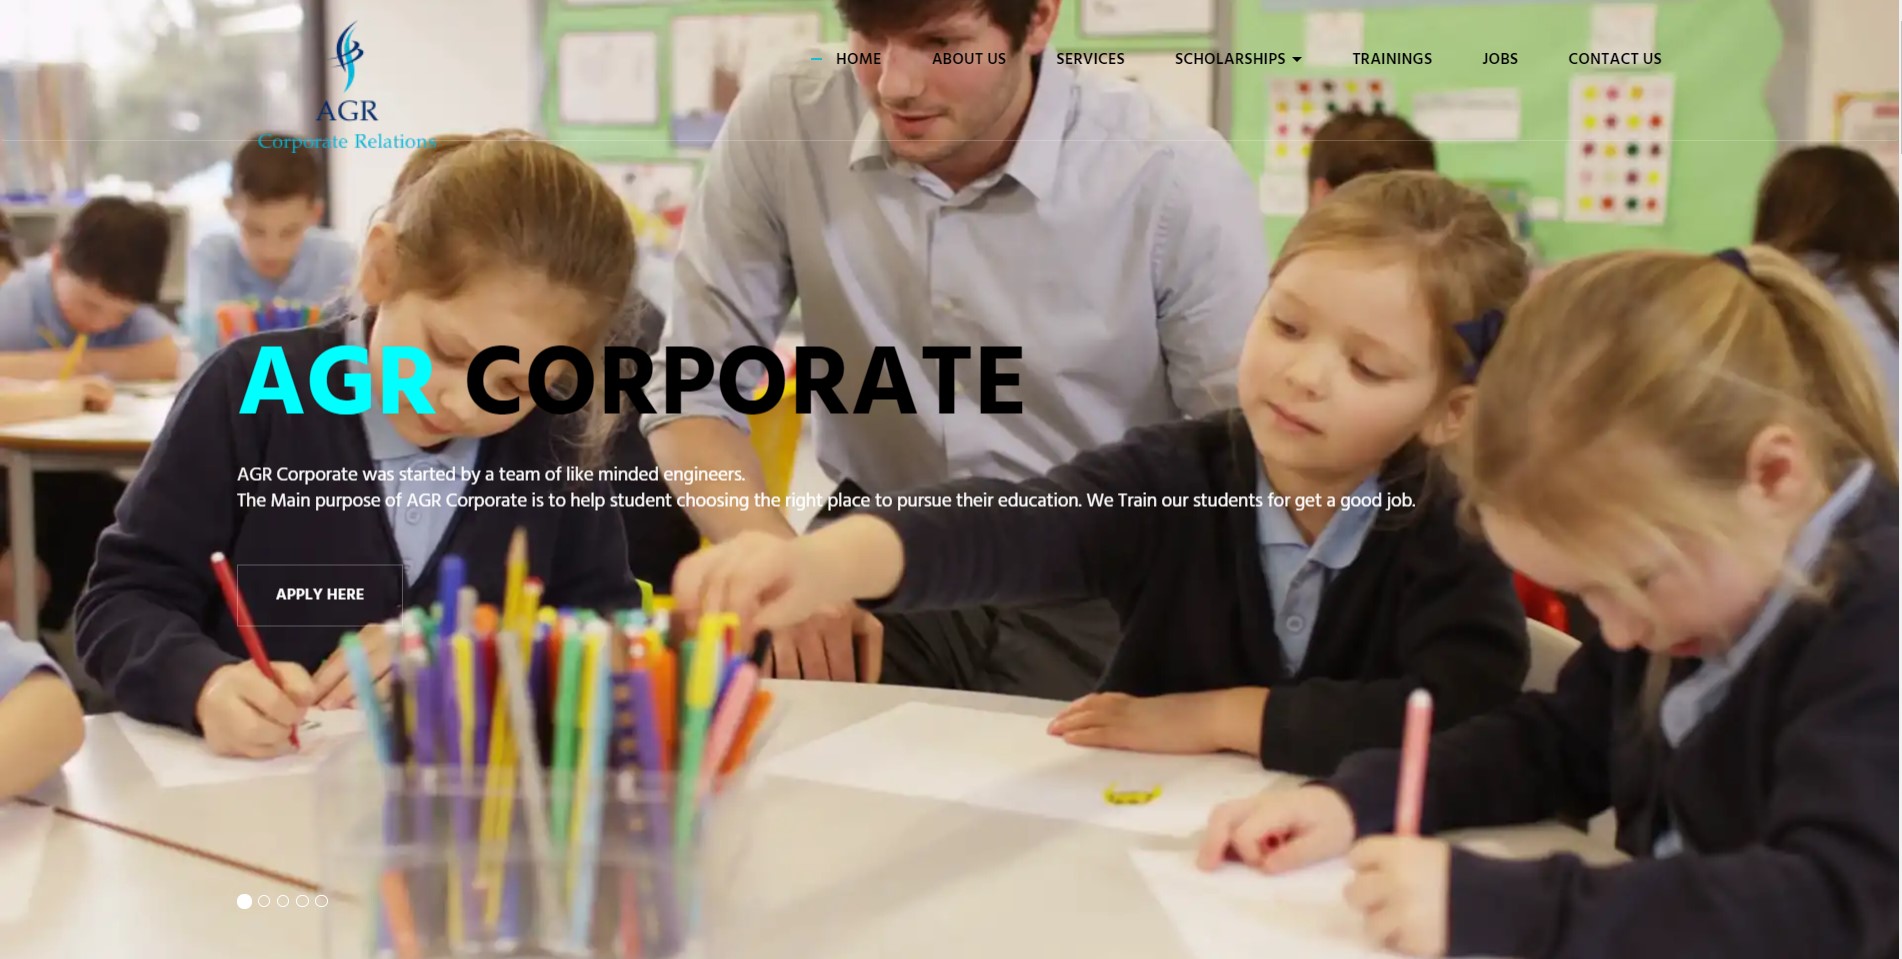 AGR
Corporate Relations
HOME
ABOUT US
SERVICES
SCHOLARSHIPS
TRAININGS
JOBS
CONTACT US
AGR CORPORATE
AGR Corporate was started by a team of like minded engineers.
The Main purpose of AGR Corporate is to help student choosing the right place to pursue their education. We Train our students for get a good job.
APPLY HERE